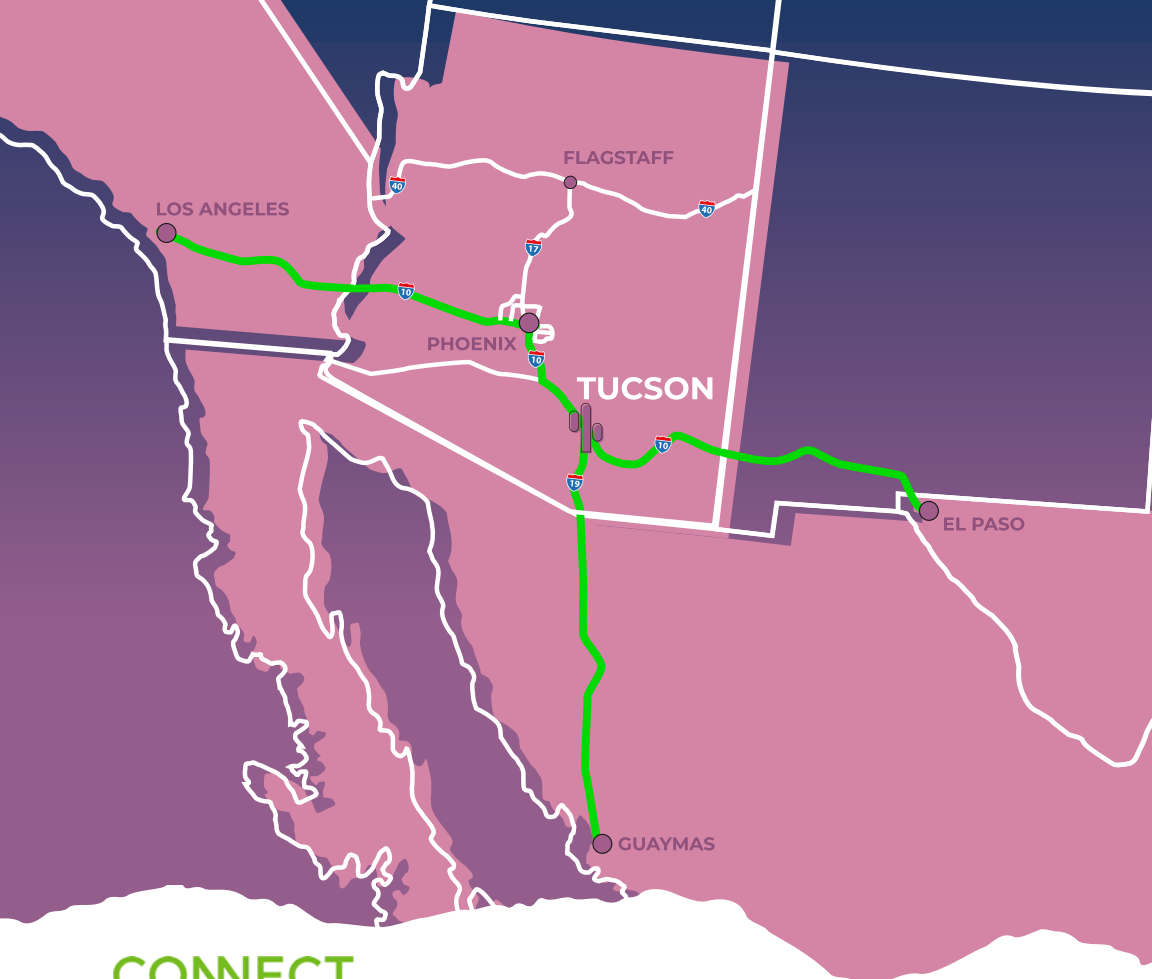 FLAGSTAFF
40
LOS ANGELES
40
17
10
PHOENIX
10
TUCSON
10
19
EL PASO
GUAYMAS
CONNECT